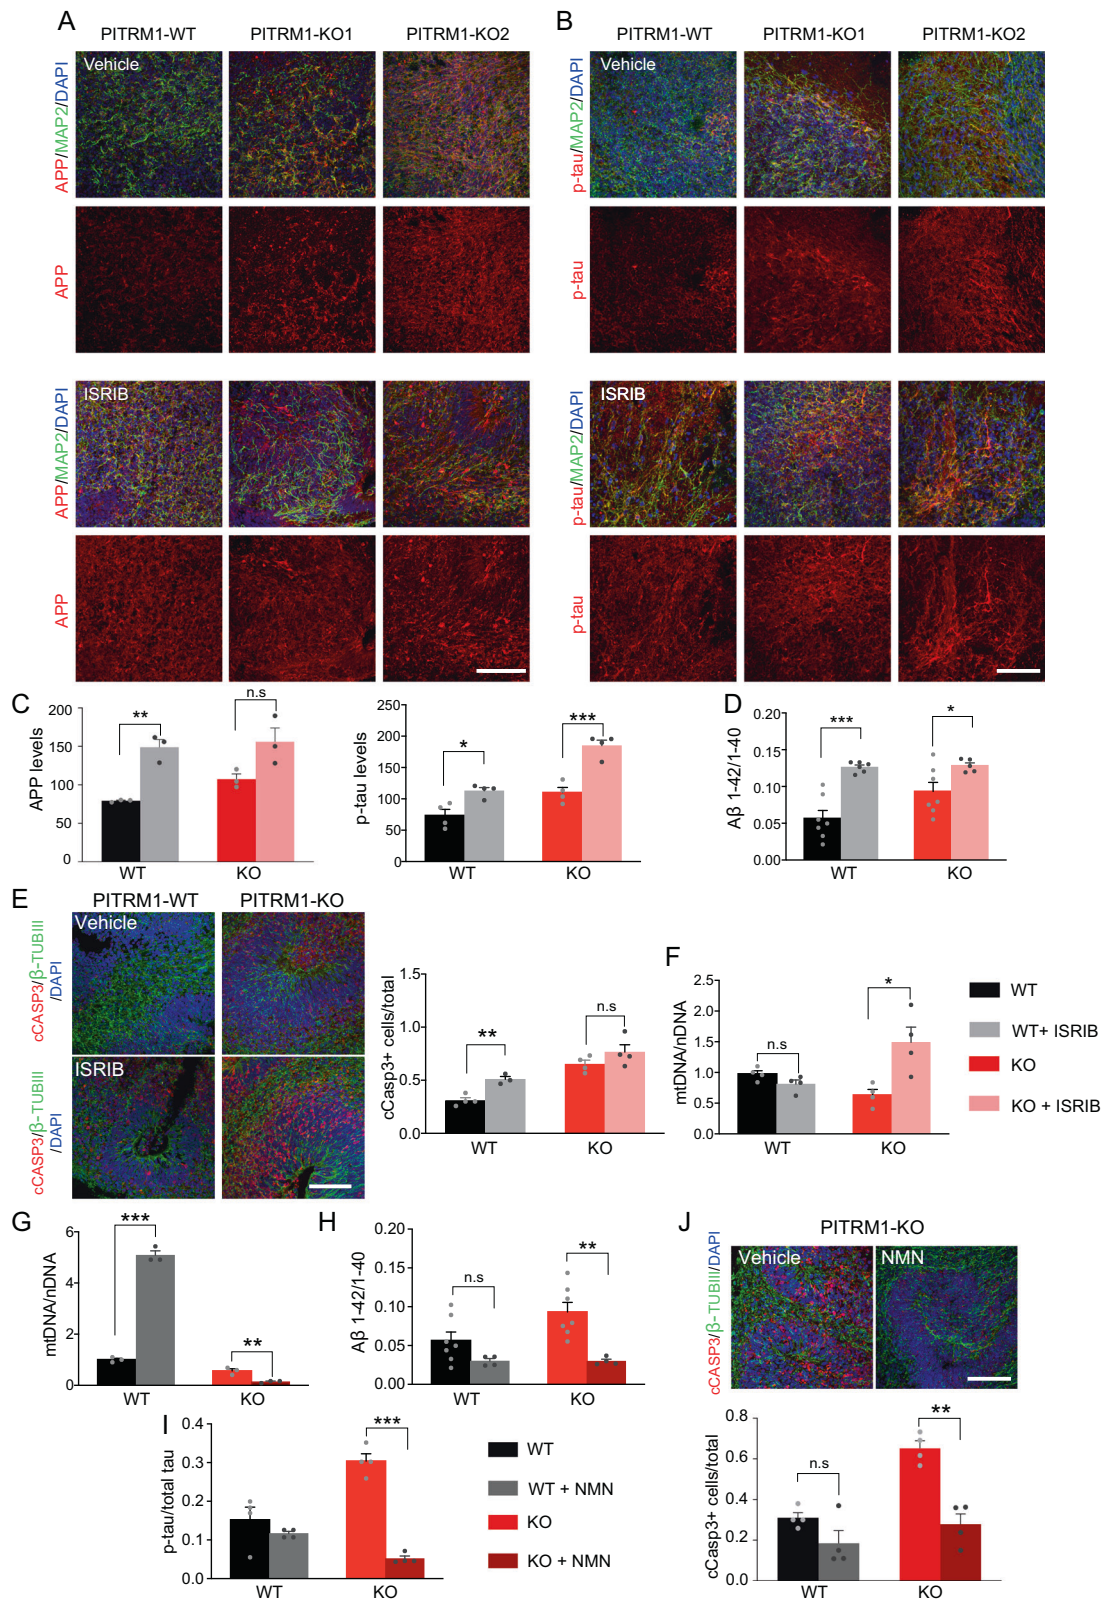 A
B
PITRM1-WT PITRM1-KO1 PITRM1-KO2
PITRM1-WT PITRM1-KO1 PITRM1-KO2
APP/MAP2/DAPI
Vehicle
p-tau/MAP2/DAPI
Vehicle
APP
p-tau
APP/MAP2/DAPI
ISRIB
p-tau/MAP2/DAPI
ISRIB
APP
p-tau
C
APP levels
200
150
100
50
0
** n.s
WT KO
p-tau levels
250
200
150
100
50
0
* ***
WT KO
D
Aβ 1-42/1-40
0.20
0.15
0.10
0.05
0.00
*** *
WT KO
E
PITRM1-WT PITRM1-KO
cCASP3/β-TUBIII
/DAPI
Vehicle
cCASP3/β-TUBIII
/DAPI
ISRIB
cCasp3+ cells/total
1.5
1.0
0.5
0.0
** n.s
WT KO
F
mtDNA/nDNA
2.5
2.0
1.5
1.0
0.5
0.0
n.s *
WT KO
WT
WT+ ISRIB
KO
KO + ISRIB
G
mtDNA/nDNA
6
4
2
0
*** **
WT KO
H
Aβ 1-42/1-40
0.20
0.15
0.10
0.05
0.00
n.s **
WT KO
I
p-tau/total tau
0.4
0.3
0.2
0.1
0.0
***
WT KO
WT
WT + NMN
KO
KO + NMN
J
PITRM1-KO
cCASP3/β-TUBIII/DAPI
Vehicle NMN
cCasp3+ cells/total
0.8
0.6
0.4
0.2
0.0
n.s **
WT KO